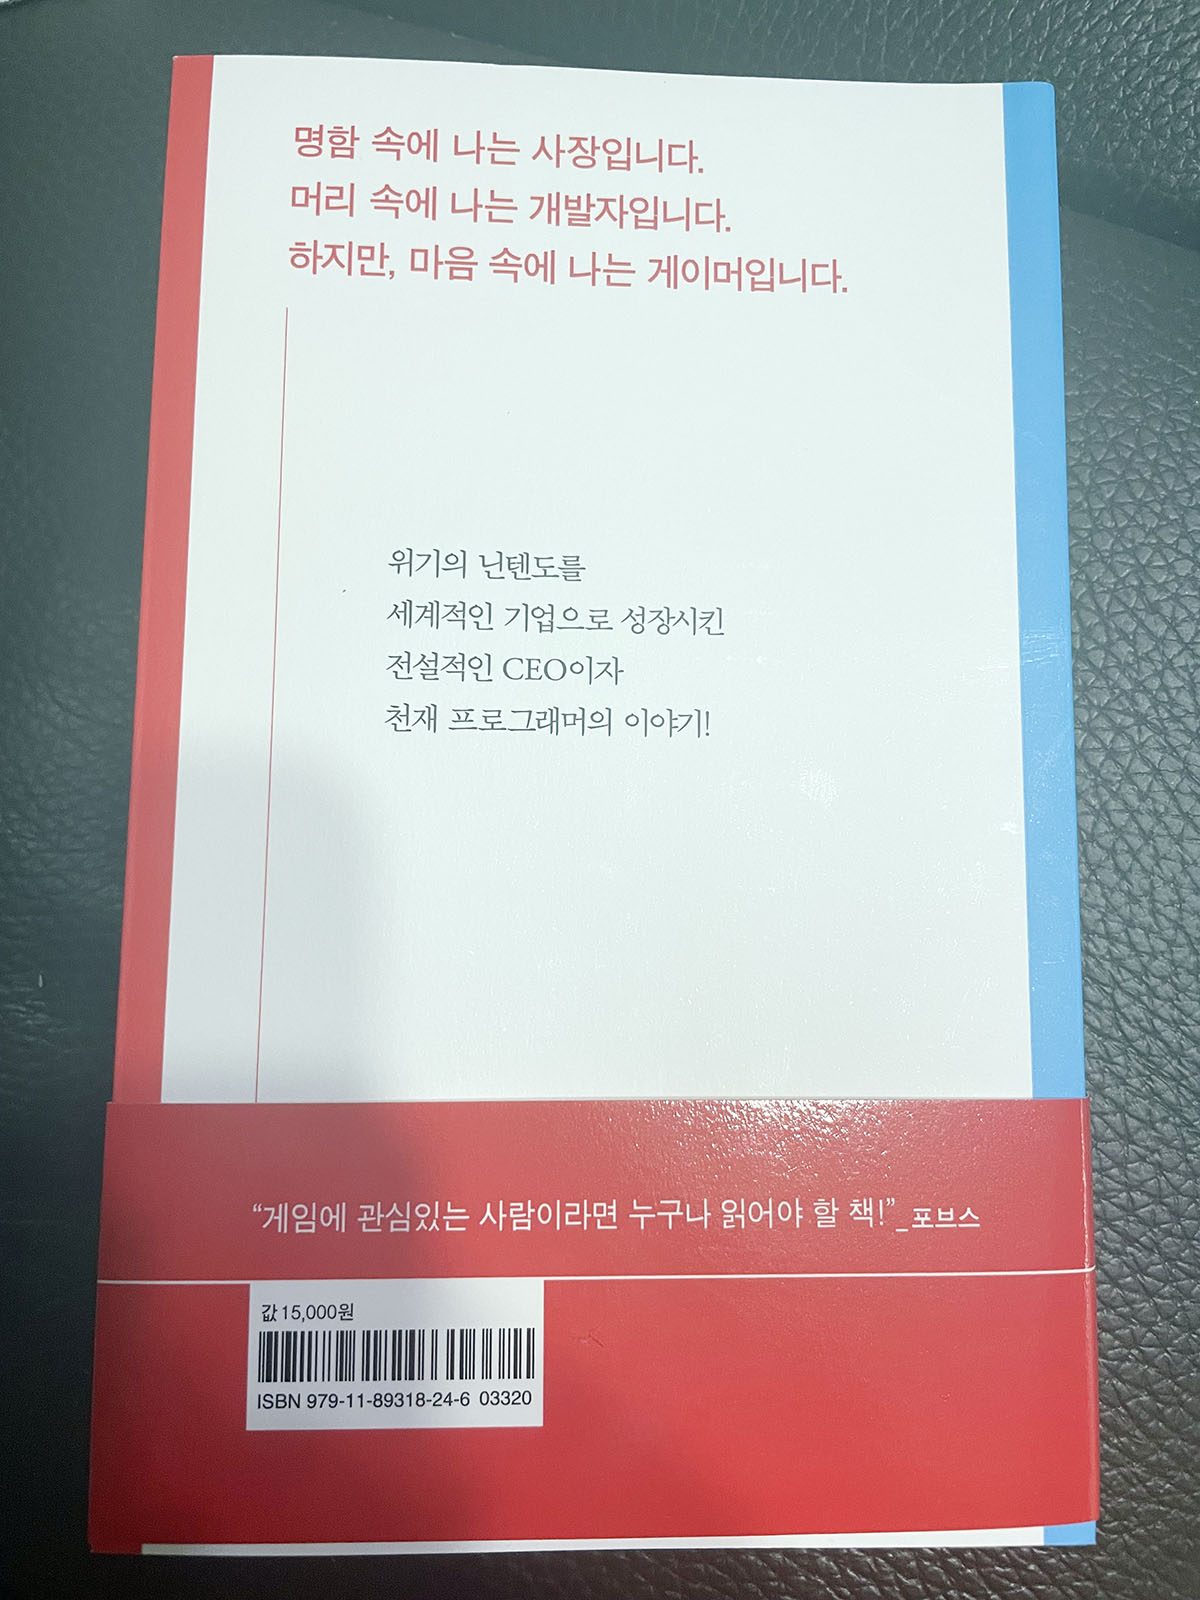 명함 속에 나는 사장입니다.
머리 속에 나는 개발자입니다.
하지만, 마음 속에 나는 게이머입니다.
위기의 닌텐도를
세계적인 기업으로 성장시킨
전설적인 CEO이자
천재 프로그래머의 이야기!
“게임에 관심있는 사람이라면 누구나 읽어야 할 책!”_포브스
값 15,000원
ISBN 979-11-89318-24-6 03320